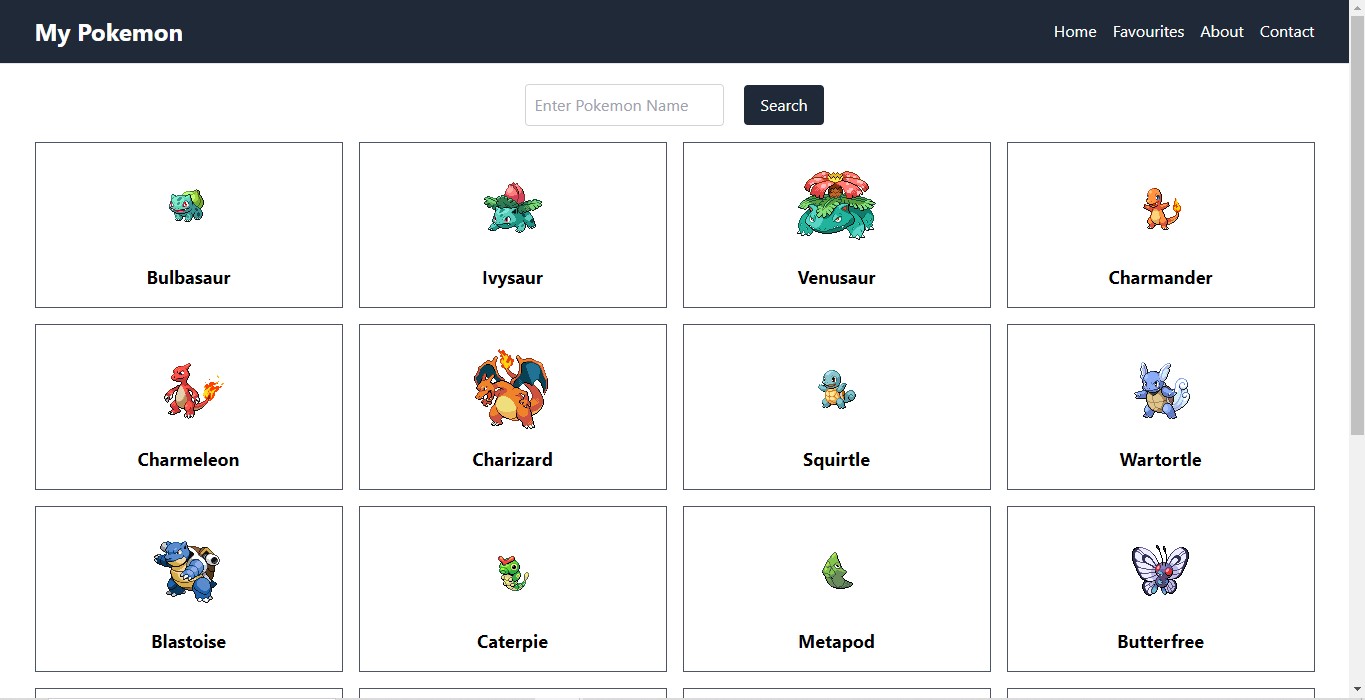 My Pokemon
Home Favourites About Contact
Enter Pokemon Name Search
Bulbasaur Ivysaur Venusaur Charmander
Charmeleon Charizard Squirtle Wartortle
Blastoise Caterpie Metapod Butterfree